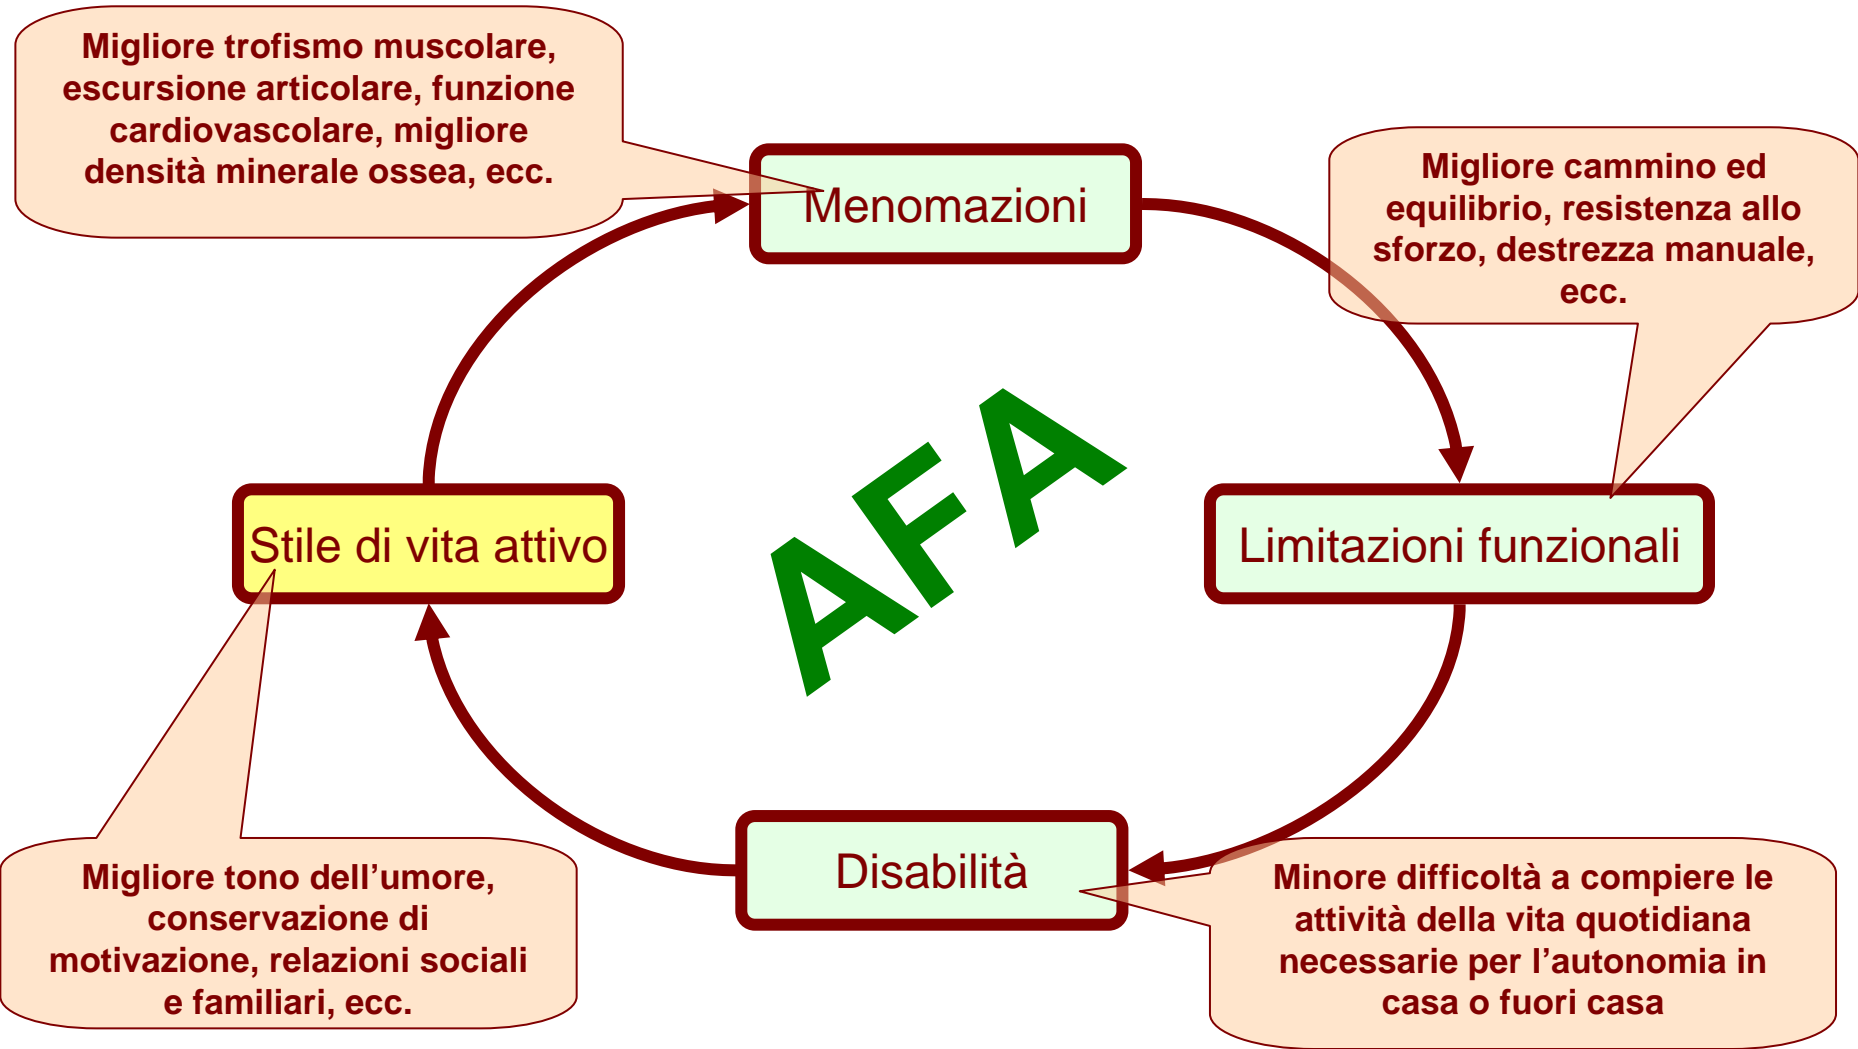 Migliore trofismo muscolare,
escursione articolare, funzione
cardiovascolare, migliore
densità minerale ossea, ecc.
Menomazioni
Migliore cammino ed
equilibrio, resistenza allo
sforzo, destrezza manuale,
ecc.
AFA
Stile di vita attivo
Limitazioni funzionali
Disabilità
Migliore tono dell’umore,
conservazione di
motivazione, relazioni sociali
e familiari, ecc.
Minore difficoltà a compiere le
attività della vita quotidiana
necessarie per l’autonomia in
casa o fuori casa